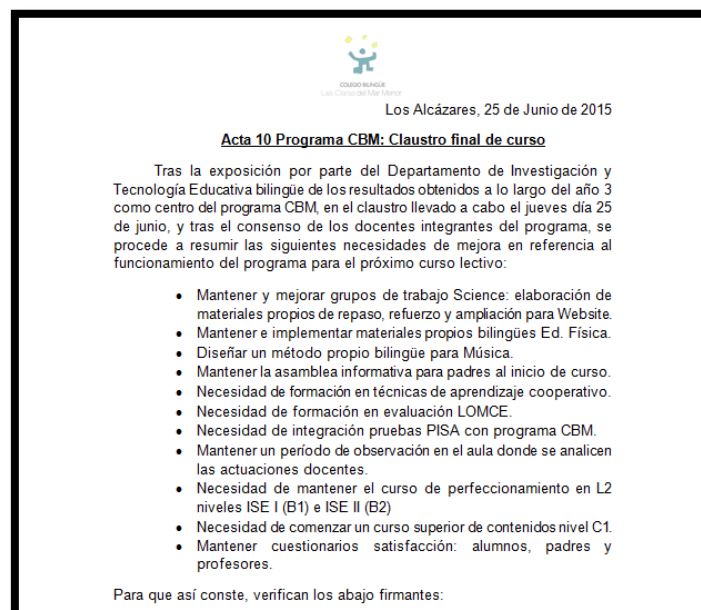 COLEGIO BILINGÜE
Las Claras del Mar Menor
Los Alcázares, 25 de Junio de 2015
Acta 10 Programa CBM: Claustro final de curso
Tras la exposición por parte del Departamento de Investigación y
Tecnología Educativa bilingüe de los resultados obtenidos a lo largo del año 3
como centro del programa CBM, en el claustro llevado a cabo el jueves día 25
de junio, y tras el consenso de los docentes integrantes del programa, se
procede a resumir las siguientes necesidades de mejora en referencia al
funcionamiento del programa para el próximo curso lectivo:
• Mantener y mejorar grupos de trabajo Science: elaboración de
materiales propios de repaso, refuerzo y ampliación para Website.
• Mantener e implementar materiales propios bilingües Ed. Física.
• Diseñar un método propio bilingüe para Música.
• Mantener la asamblea informativa para padres al inicio de curso.
• Necesidad de formación en técnicas de aprendizaje cooperativo.
• Necesidad de formación en evaluación LOMCE.
• Necesidad de integración pruebas PISA con programa CBM.
• Mantener un período de observación en el aula donde se analicen
las actuaciones docentes.
• Necesidad de mantener el curso de perfeccionamiento en L2
niveles ISE I (B1) e ISE II (B2)
• Necesidad de comenzar un curso superior de contenidos nivel C1.
• Mantener cuestionarios satisfacción: alumnos, padres y
profesores.
Para que así conste, verifican los abajo firmantes: